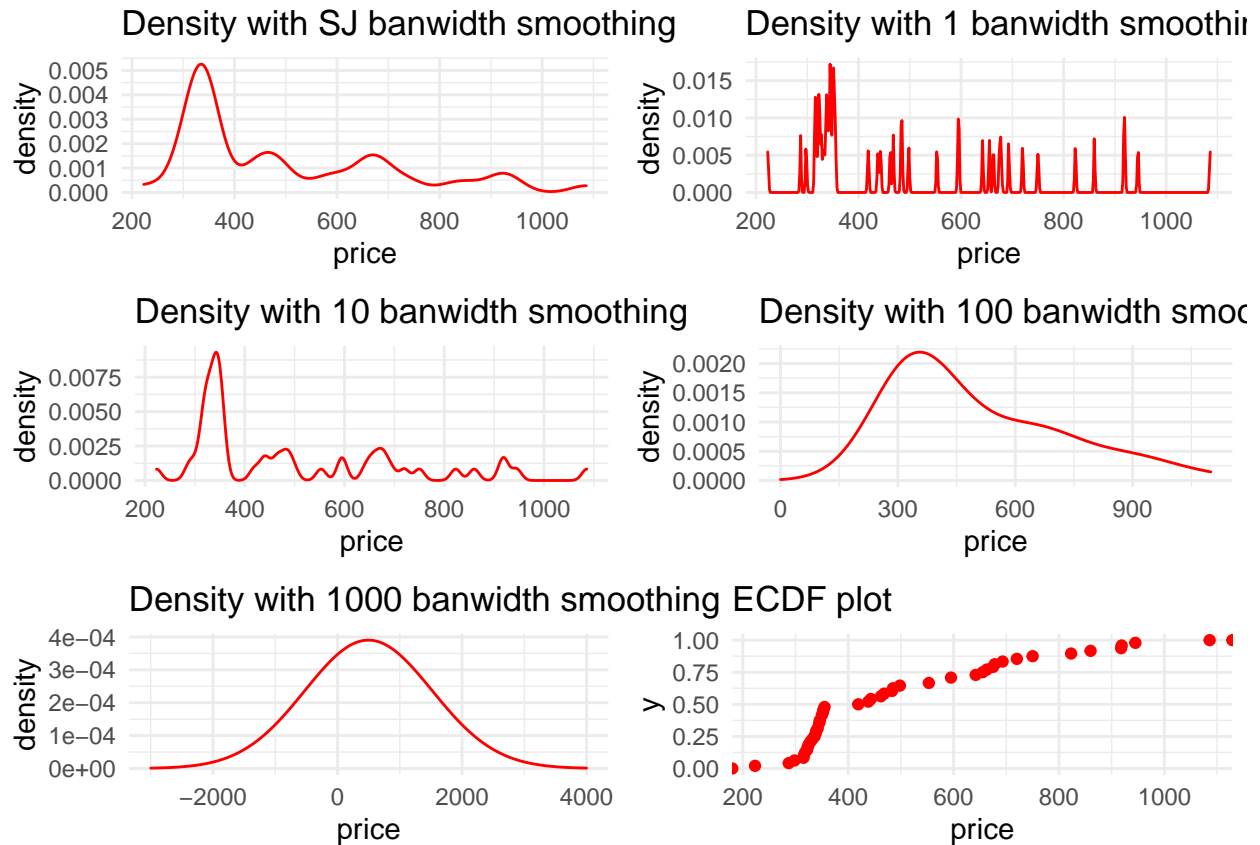 Density with SJ banwidth smoothing
density
0.005
0.004
0.003
0.002
0.001
0.000
200 400 600 800 1000
price
Density with 1 banwidth smoothin
density
0.015
0.010
0.005
0.000
200 400 600 800 1000
price
Density with 10 banwidth smoothing
density
0.0075
0.0050
0.0025
0.0000
200 400 600 800 1000
price
Density with 100 banwidth smoo
density
0.0020
0.0015
0.0010
0.0005
0.0000
0 300 600 900
price
Density with 1000 banwidth smoothing
density
4e−04
3e−04
2e−04
1e−04
0e+00
−2000 0 2000 4000
price
ECDF plot
y
1.00
0.75
0.50
0.25
0.00
200 400 600 800 1000
price